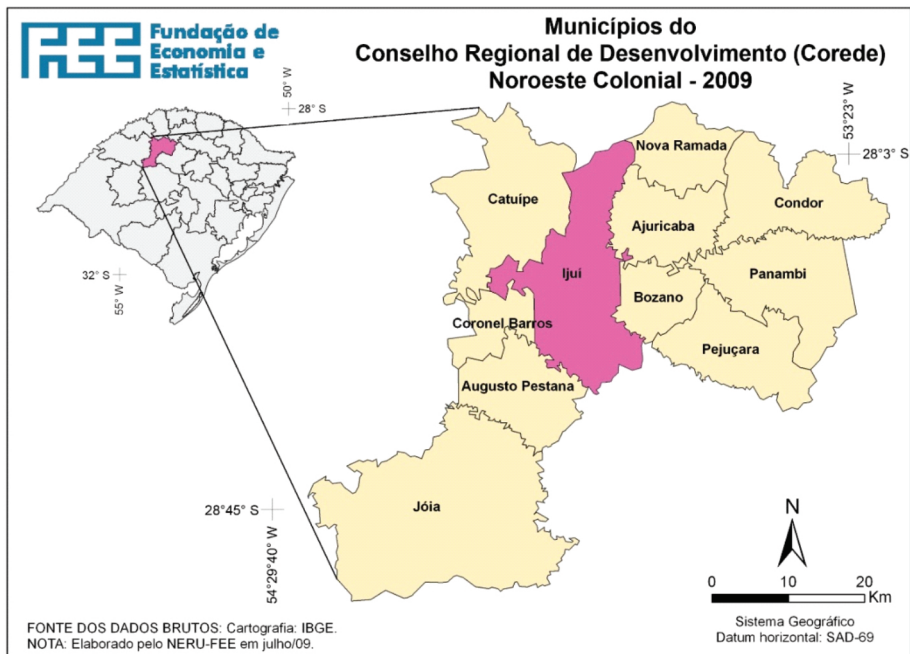 FEE
Fundação de
Economia e
Estatística
Municípios do
Conselho Regional de Desenvolvimento (Corede)
Noroeste Colonial - 2009
50° W
28° S
53°23' W
28°3' S
Nova Ramada
Catuípe
Condor
Ajuricaba
Ijuí
Panambi
32° S
55° W
Bozano
Coronel Barros
Pejuçara
Augusto Pestana
Jóia
28°45" S
54°29'40" W
N
0 10 20
Km
Sistema Geográfico
Datum horizontal: SAD-69
FONTE DOS DADOS BRUTOS: Cartografia: IBGE.
NOTA: Elaborado pelo NERU-FEE em julho/09.